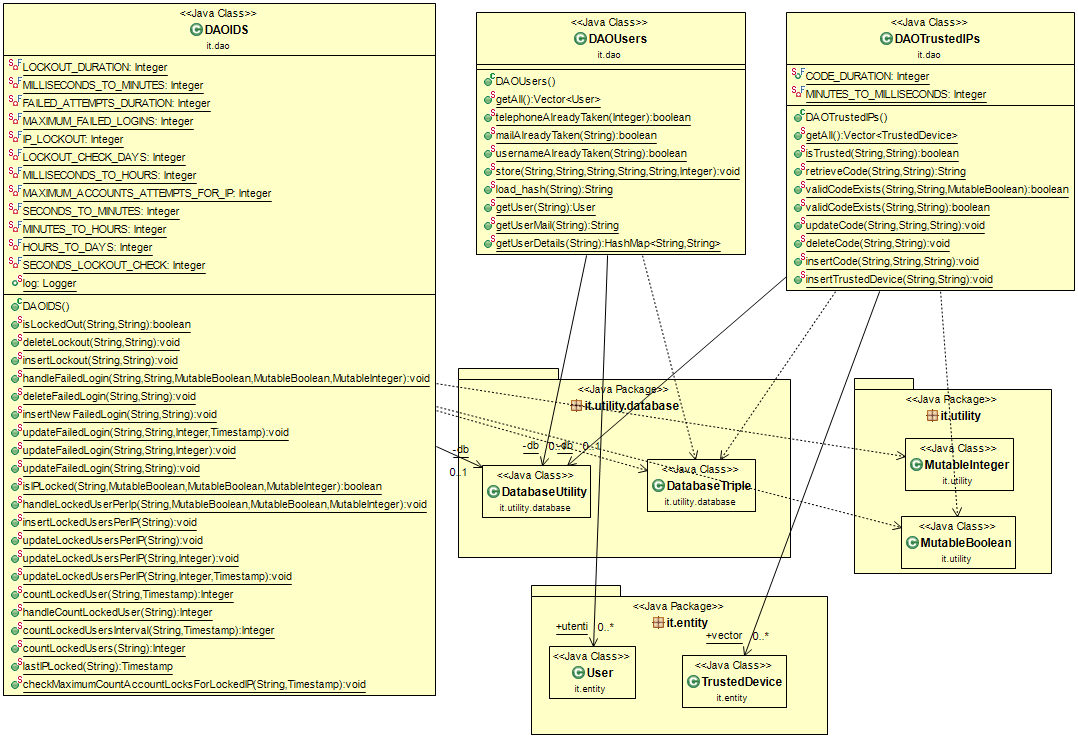 <<Java Class>>
DAOIDS
it.dao
LOCKOUT_DURATION: Integer
MILLISECONDS_TO_MINUTES: Integer
FAILED_ATTEMPTS_DURATION: Integer
MAXIMUM_FAILED_LOGINS: Integer
IP_LOCKOUT: Integer
LOCKOUT_CHECK_DAYS: Integer
MILLISECONDS_TO_HOURS: Integer
MAXIMUM_ACCOUNTS_ATTEMPTS_FOR_IP: Integer
SECONDS_TO_MINUTES: Integer
MINUTES_TO_HOURS: Integer
HOURS_TO_DAYS: Integer
SECONDS_LOCKOUT_CHECK: Integer
log: Logger
DAOIDS()
isLockedOut(String,String):boolean
deleteLockout(String,String):void
insertLockout(String,String):void
handleFailedLogin(String,String,MutableBoolean,MutableBoolean,MutableInteger):void
deleteFailedLogin(String,String):void
insertNewFailedLogin(String,String):void
updateFailedLogin(String,String,Integer,Timestamp):void
updateFailedLogin(String,String,Integer):void
updateFailedLogin(String,String):void
isIPLocked(String,MutableBoolean,MutableBoolean,MutableInteger):boolean
handleLockedUserPerIp(String,MutableBoolean,MutableBoolean,MutableInteger):void
insertLockedUsersPerIP(String):void
updateLockedUsersPerIP(String):void
updateLockedUsersPerIP(String,Integer):void
updateLockedUsersPerIP(String,Integer,Timestamp):void
countLockedUser(String,Timestamp):Integer
handleCountLockedUser(String):Integer
countLockedUsersInterval(String,Timestamp):Integer
countLockedUsers(String):Integer
lastIPLocked(String):Timestamp
checkMaximumCountAccountLocksForLockedIP(String,Timestamp):void
<<Java Class>>
DAOUsers
it.dao
DAOUsers()
getAll():Vector<User>
telephoneAlreadyTaken(Integer):boolean
mailAlreadyTaken(String):boolean
usernameAlreadyTaken(String):boolean
store(String,String,String,String,Integer):void
load_hash(String):String
getUser(String):User
getUserMail(String):String
getUserDetails(String):HashMap<String,String>
<<Java Class>>
DAOTrustedIPs
it.dao
CODE_DURATION: Integer
MINUTES_TO_MILLISECONDS: Integer
DAOTrustedIPs()
getAll():Vector<TrustedDevice>
isTrusted(String,String):boolean
retrieveCode(String,String):String
validCodeExists(String,String,MutableBoolean):boolean
validCodeExists(String,String):boolean
updateCode(String,String,String):void
deleteCode(String,String):void
insertCode(String,String,String):void
insertTrustedDevice(String,String):void
<<Java Package>>
it.utility.database
-db
0..1
-db
0..1
-db
0..1
<<Java Class>>
DatabaseUtility
it.utility.database
<<Java Class>>
DatabaseTriple
it.utility.database
<<Java Package>>
it.utility
<<Java Class>>
MutableInteger
it.utility
<<Java Class>>
MutableBoolean
it.utility
<<Java Package>>
it.entity
+utenti
0..*
+vector
0..*
<<Java Class>>
User
it.entity
<<Java Class>>
TrustedDevice
it.entity